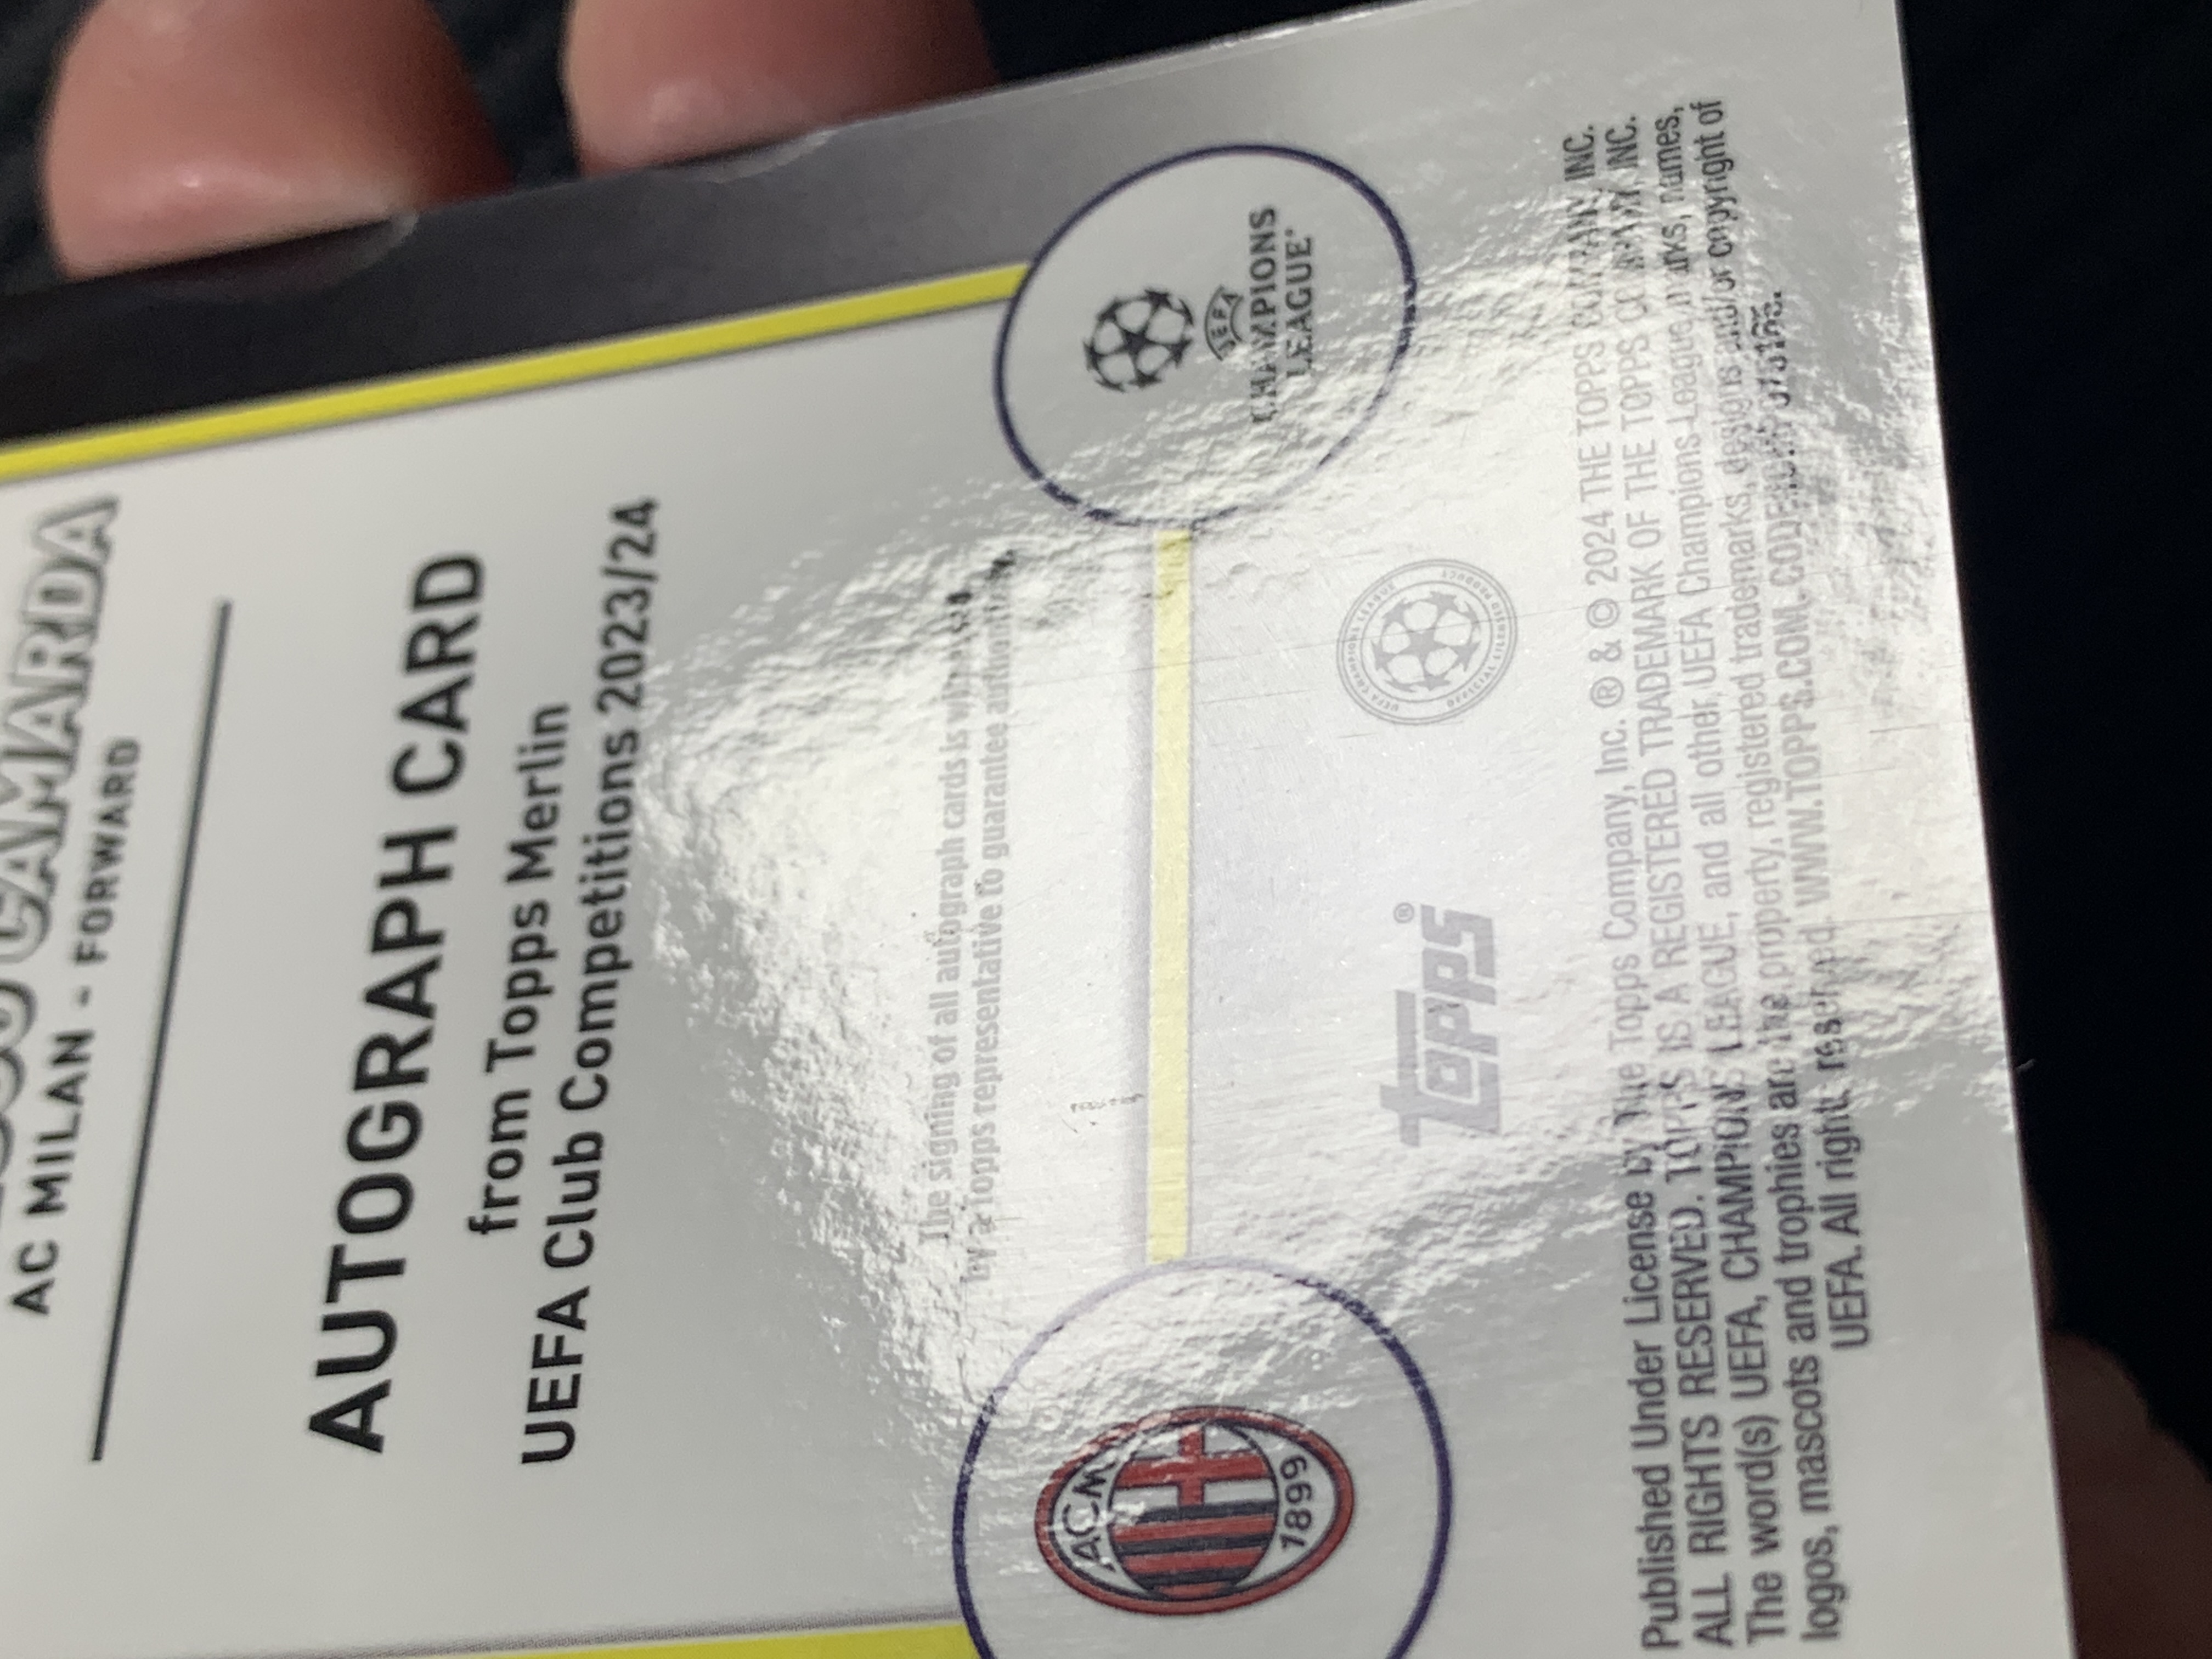 CAMARDA
AC MILAN - FORWARD
AUTOGRAPH CARD
from Topps Merlin
UEFA Club Competitions 2023/24
The signing of all autograph cards is witnessed
by a Topps representative to guarantee
ACM
1899
UEFA
CHAMPIONS
LEAGUE®
topps®
Published Under License by The Topps Company, Inc. ® & © 2024 THE TOPPS COMPANY, INC.
ALL RIGHTS RESERVED. TOPPS IS A REGISTERED TRADEMARK OF THE TOPPS COMPANY, INC.
The word(s) UEFA, CHAMPIONS LEAGUE, and all other, UEFA Champions League marks, names,
logos, mascots and trophies are the property, registered trademarks, designs and/or copyright of
UEFA. All right, reserved. WWW.TOPPS.COM.